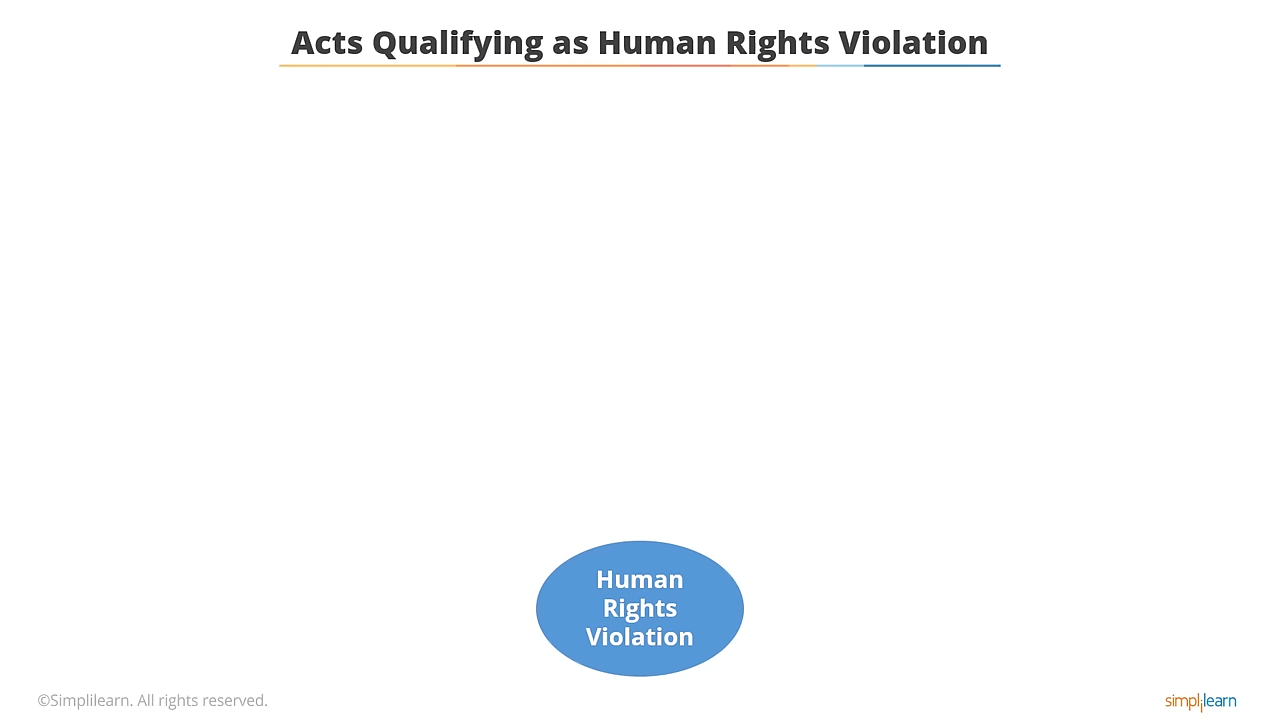 Acts Qualifying as Human Rights Violation
Human
Rights
Violation
©Simplilearn. All rights reserved.
simplilearn